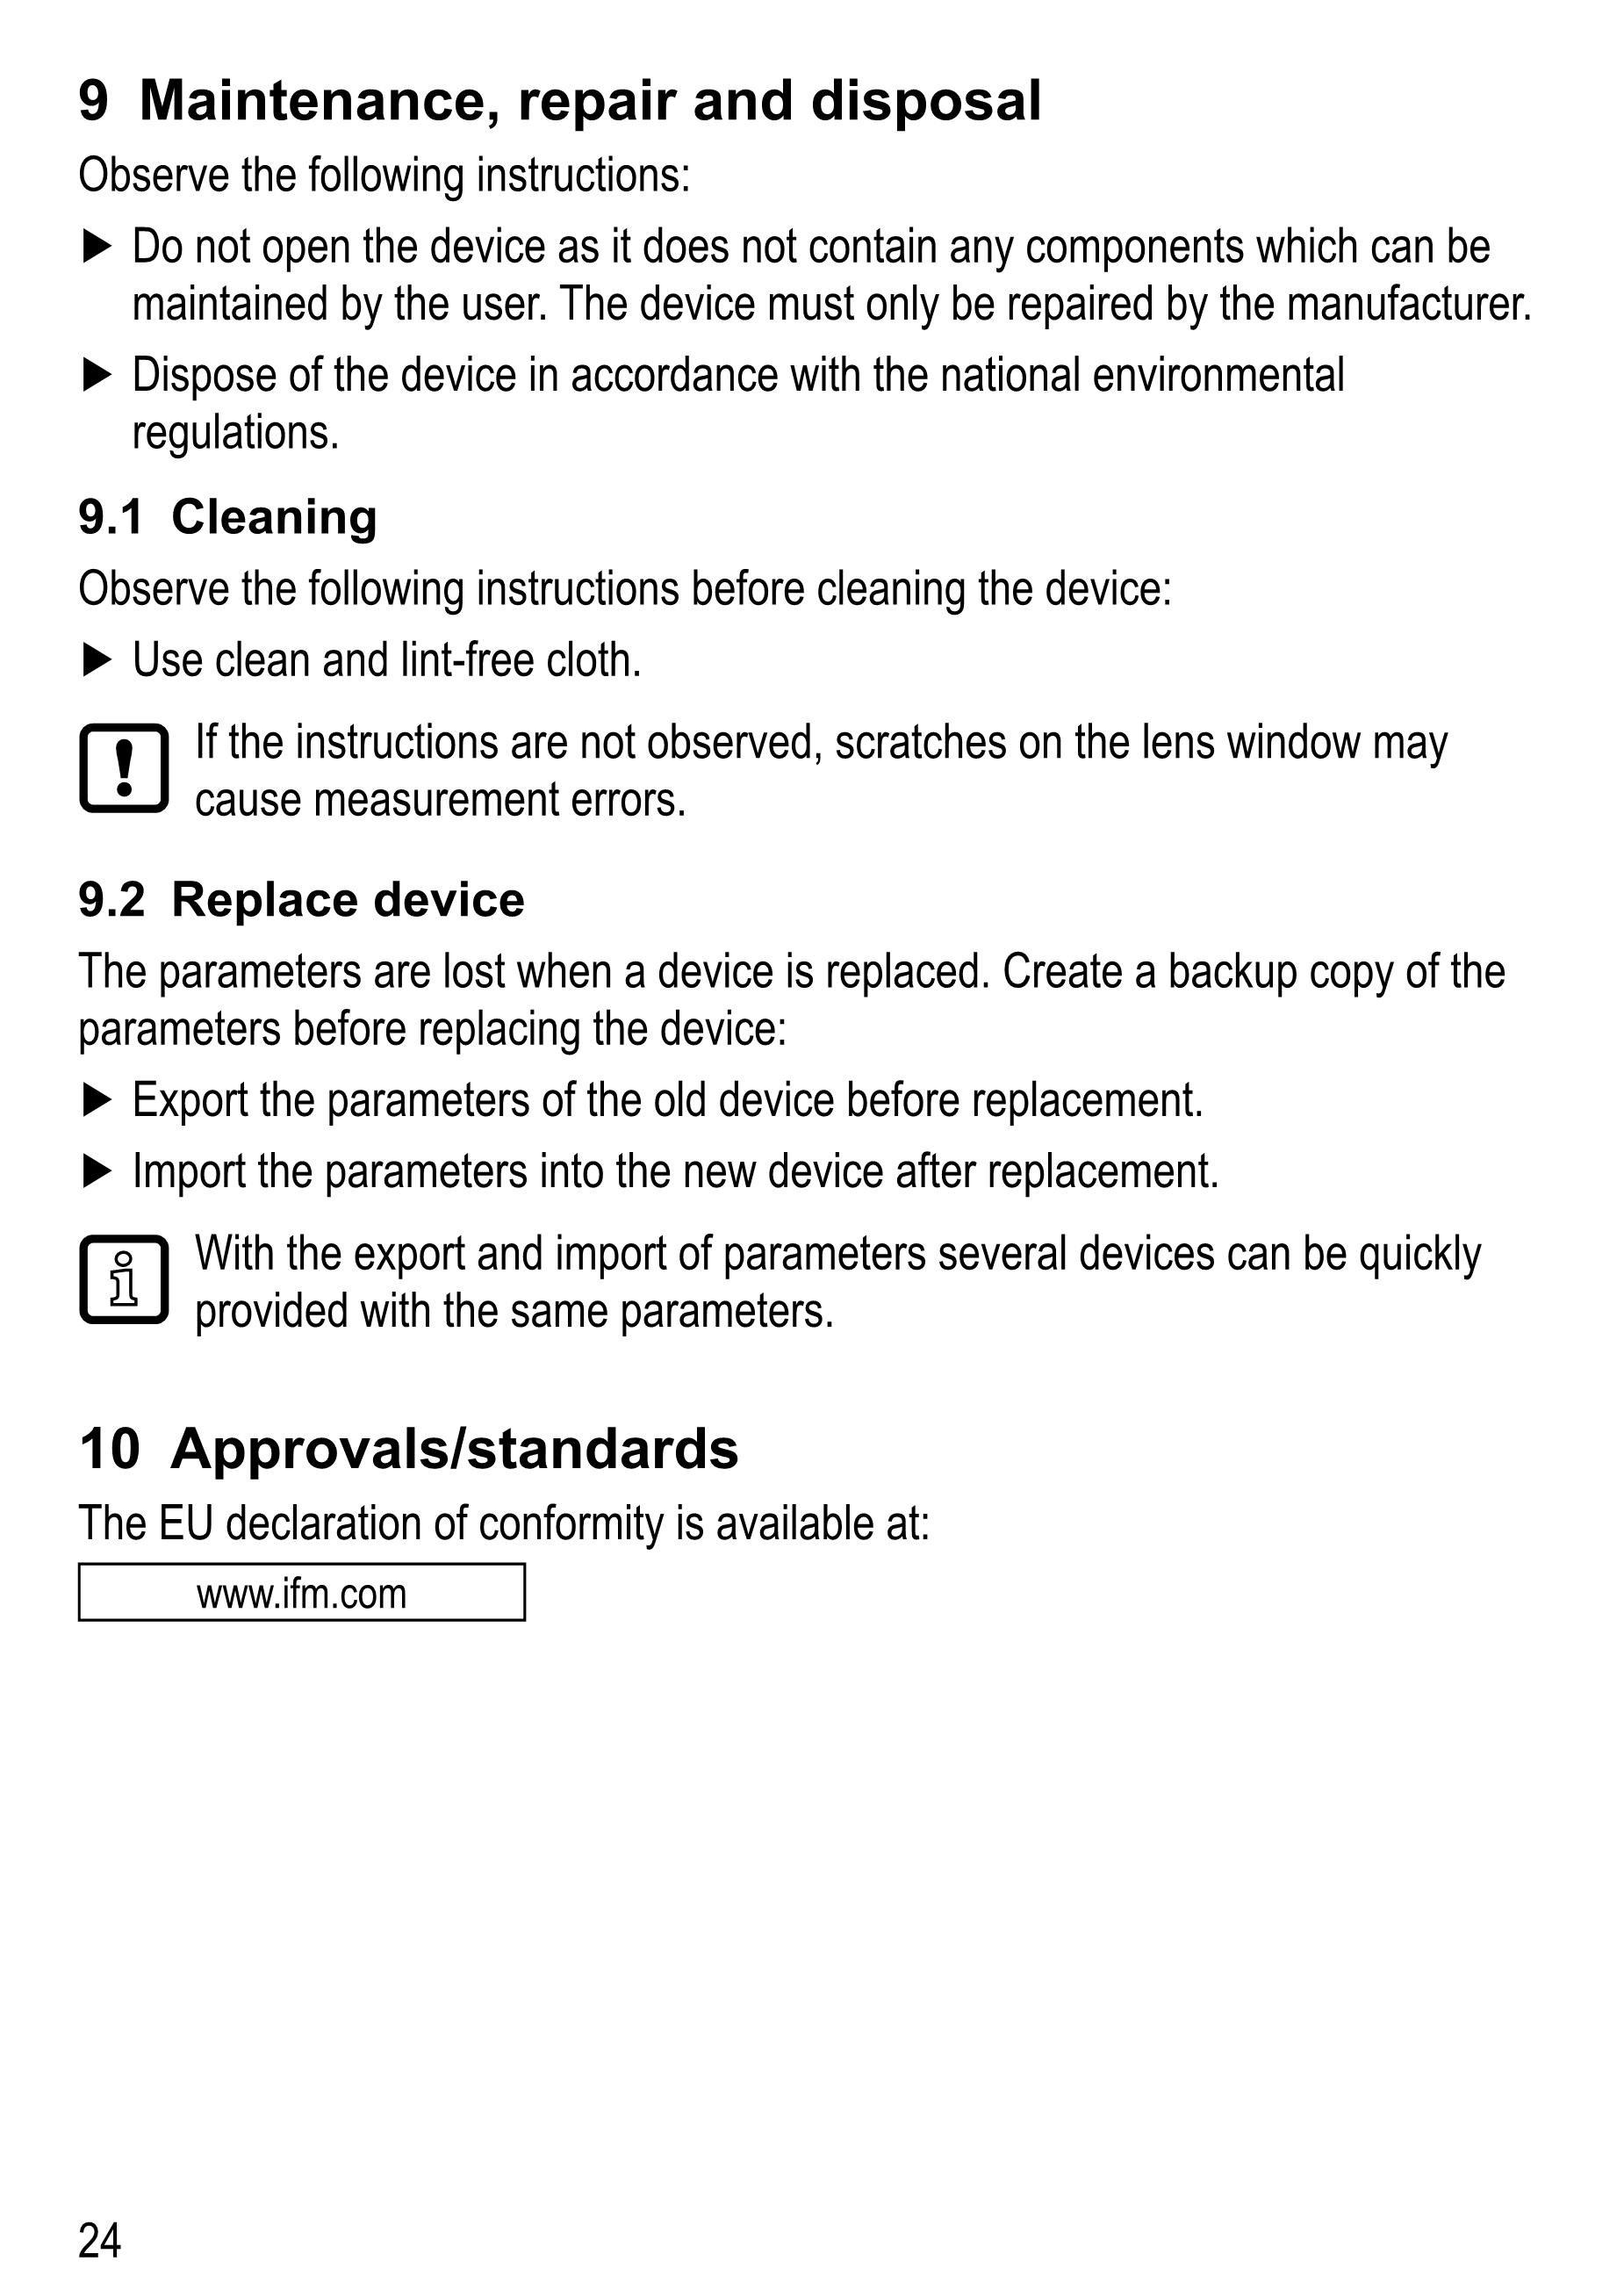 9 Maintenance, repair and disposal
Observe the following instructions:
► Do not open the device as it does not contain any components which can be
maintained by the user. The device must only be repaired by the manufacturer.
► Dispose of the device in accordance with the national environmental
regulations.
9.1 Cleaning
Observe the following instructions before cleaning the device:
► Use clean and lint-free cloth.
If the instructions are not observed, scratches on the lens window may
cause measurement errors.
9.2 Replace device
The parameters are lost when a device is replaced. Create a backup copy of the
parameters before replacing the device:
► Export the parameters of the old device before replacement.
► Import the parameters into the new device after replacement.
With the export and import of parameters several devices can be quickly
provided with the same parameters.
10 Approvals/standards
The EU declaration of conformity is available at:
www.ifm.com
24